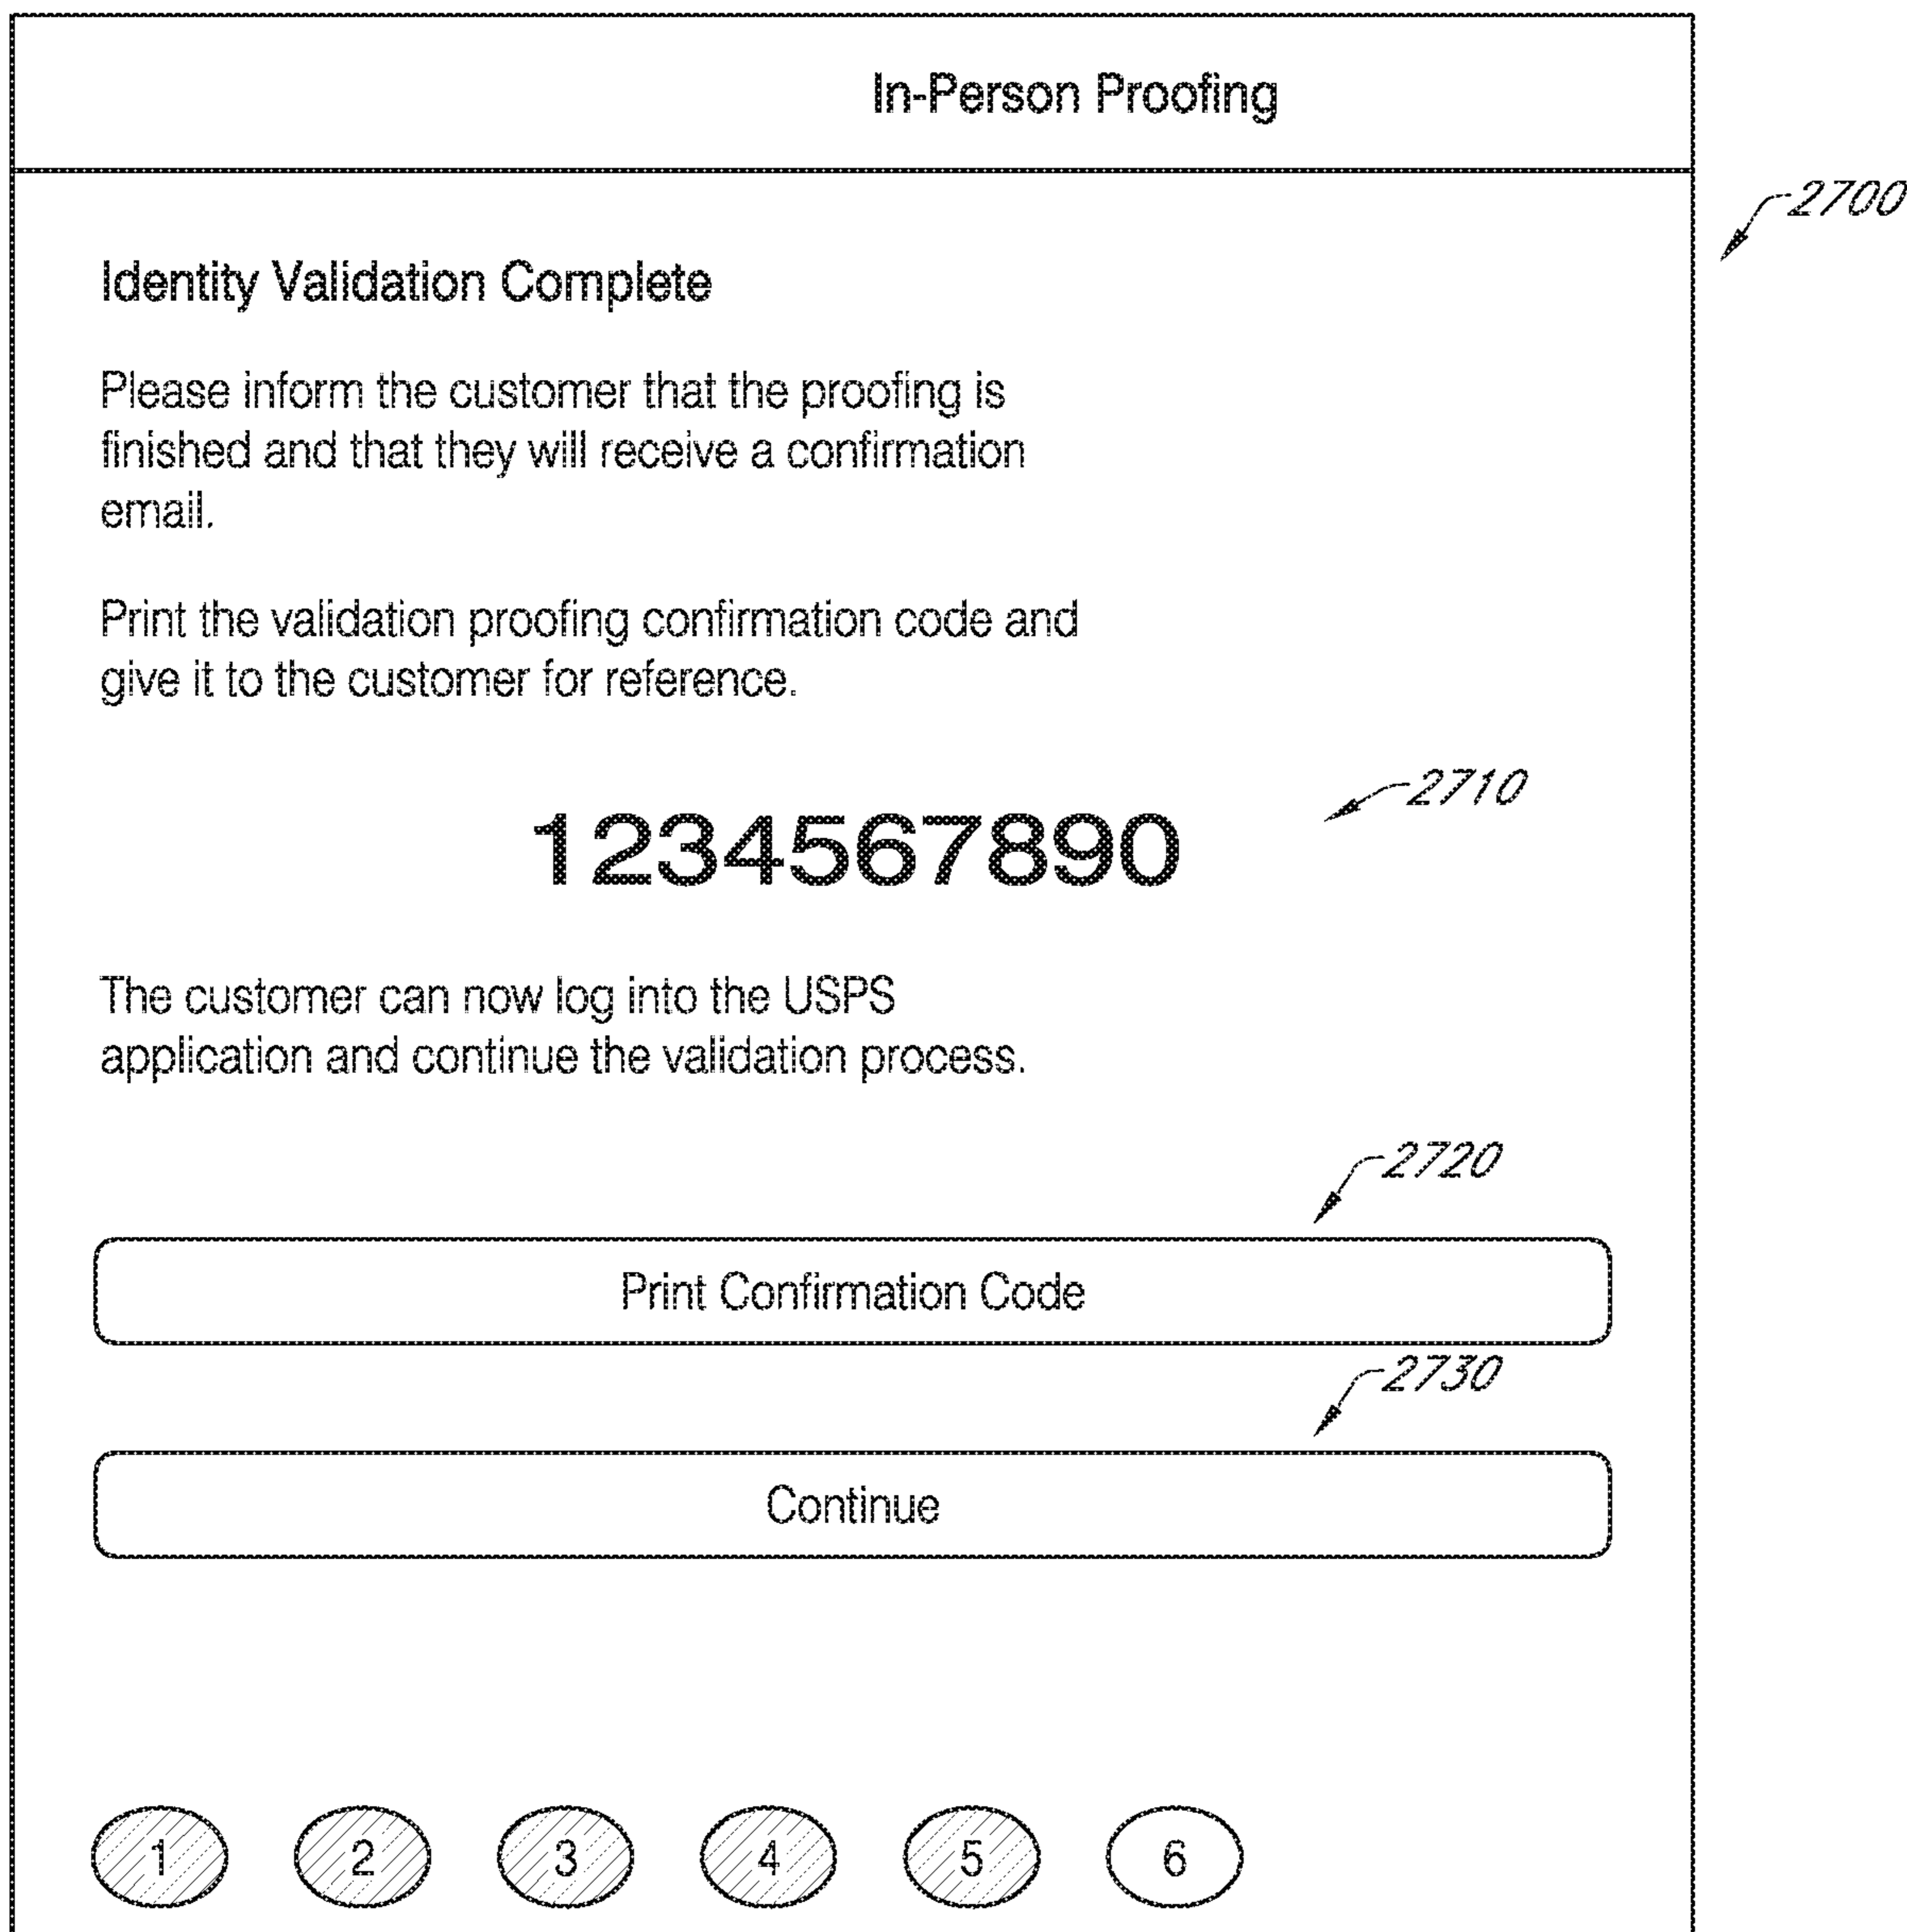 In-Person Proofing
2700
Identity Validation Complete
Please inform the customer that the proofing is
finished and that they will receive a confirmation
email.
Print the validation proofing confirmation code and
give it to the customer for reference.
2710
1234567890
The customer can now log into the USPS
application and continue the validation process.
2720
Print Confirmation Code
2730
Continue
1 2 3 4 5 6